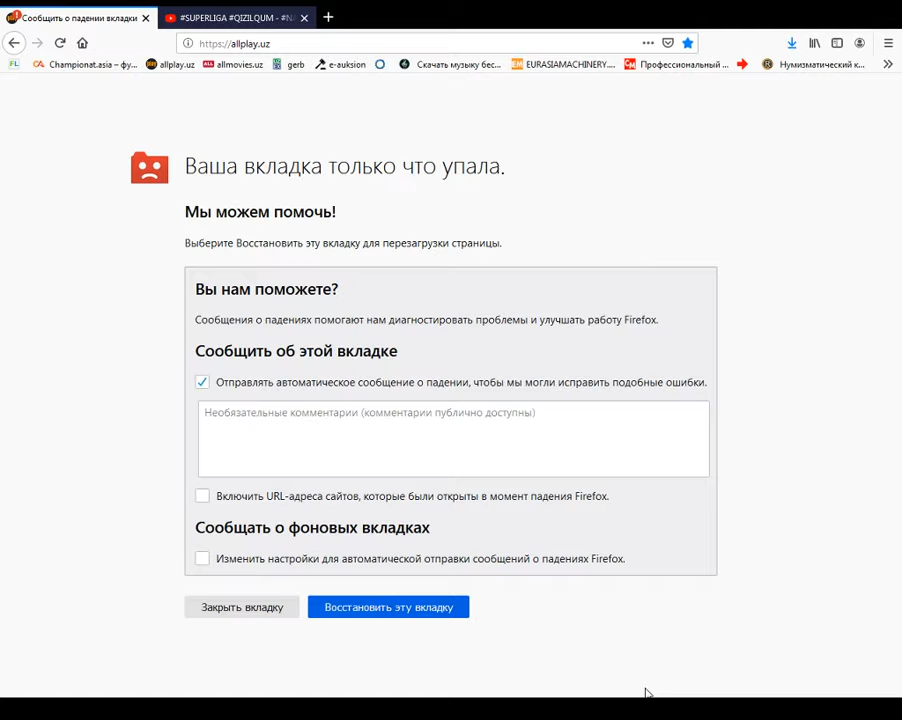 Сообщить о падении вкладки
#SUPERLIGA #QIZILQUM - #N
https://allplay.uz
FL
CA Championat.asia – фу...
allplay.uz
ALL allmovies.uz
gerb
e-auksion
Скачать музыку бес...
EM EURASIAMACHINERY....
CM Профессиональный ...
Нумизматический к...
Ваша вкладка только что упала.
Мы можем помочь!
Выберите Восстановить эту вкладку для перезагрузки страницы.
Вы нам поможете?
Сообщения о падениях помогают нам диагностировать проблемы и улучшать работу Firefox.
Сообщить об этой вкладке
Отправлять автоматическое сообщение о падении, чтобы мы могли исправить подобные ошибки.
Необязательные комментарии (комментарии публично доступны)
Включить URL-адреса сайтов, которые были открыты в момент падения Firefox.
Сообщать о фоновых вкладках
Изменить настройки для автоматической отправки сообщений о падениях Firefox.
Закрыть вкладку
Восстановить эту вкладку